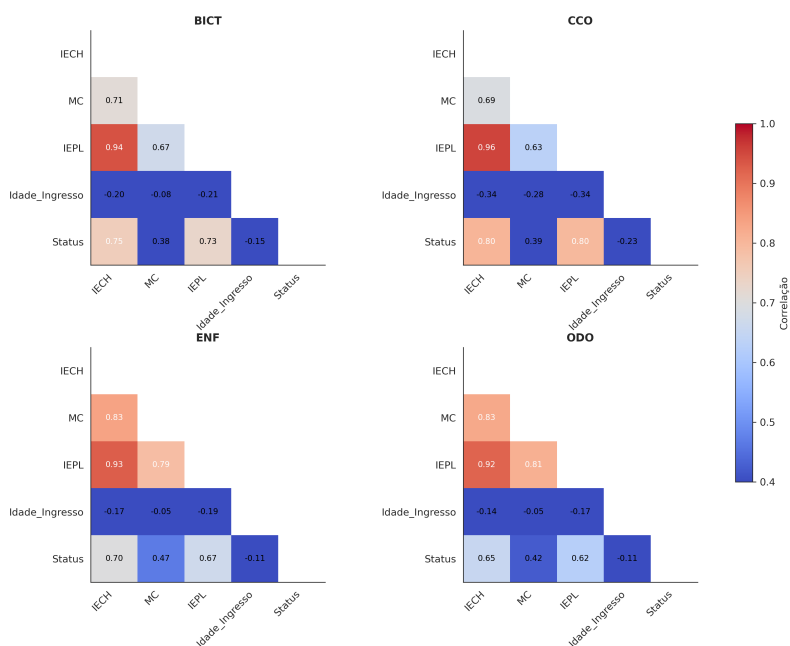 BICT
IECH
MC
0.71
IEPL
0.94 0.67
Idade_Ingresso
-0.20 -0.08 -0.21
Status
0.75 0.38 0.73 -0.15
IECH MC IEPL Idade_Ingresso Status
CCO
IECH
MC
0.69
IEPL
0.96 0.63
Idade_Ingresso
-0.34 -0.28 -0.34
Status
0.80 0.39 0.80 -0.23
IECH MC IEPL Idade_Ingresso Status
ENF
IECH
MC
0.83
IEPL
0.93 0.79
Idade_Ingresso
-0.17 -0.05 -0.19
Status
0.70 0.47 0.67 -0.11
IECH MC IEPL Idade_Ingresso Status
ODO
IECH
MC
0.83
IEPL
0.92 0.81
Idade_Ingresso
-0.14 -0.05 -0.17
Status
0.65 0.42 0.62 -0.11
IECH MC IEPL Idade_Ingresso Status
1.0
0.9
0.8
0.7
0.6
0.5
0.4
Correlação